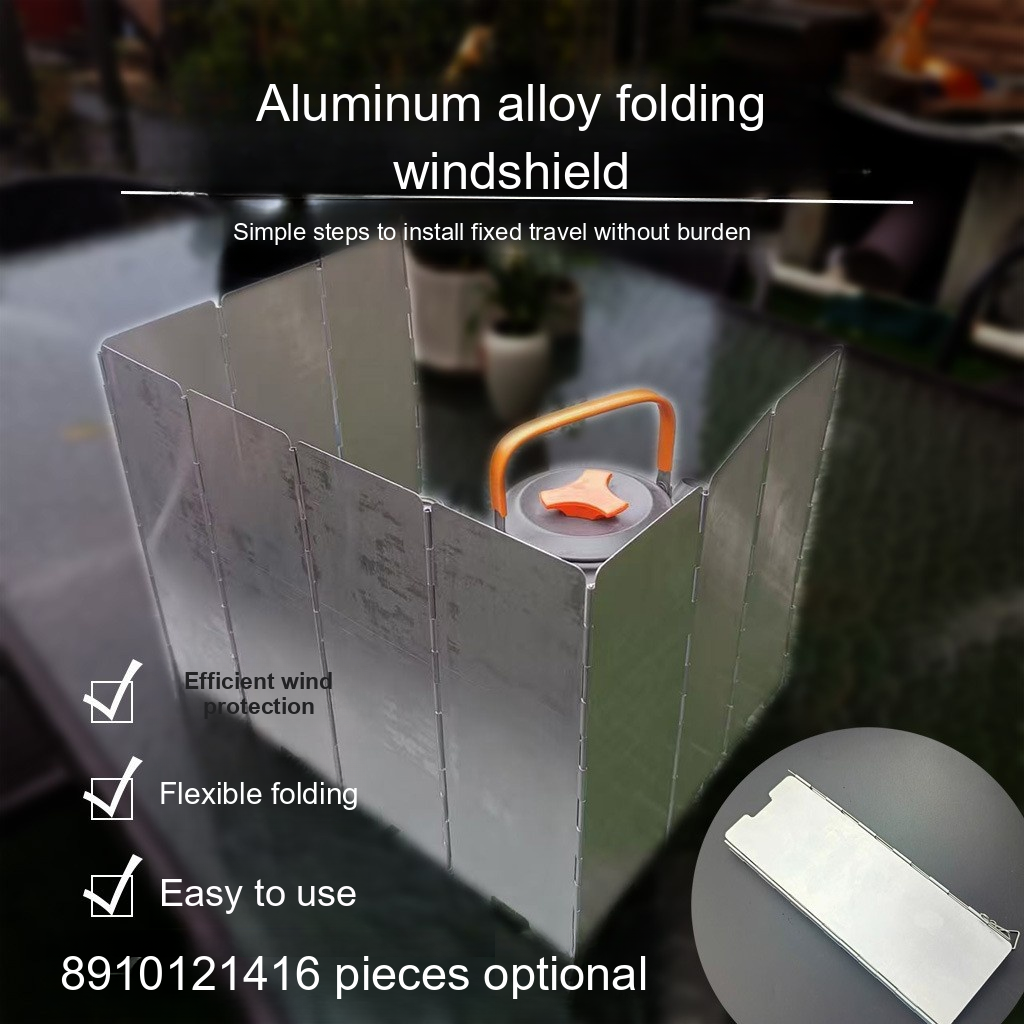 Aluminum alloy folding
windshield
Simple steps to install fixed travel without burden
Efficient wind
protection
Flexible folding
Easy to use
8910121416 pieces optional